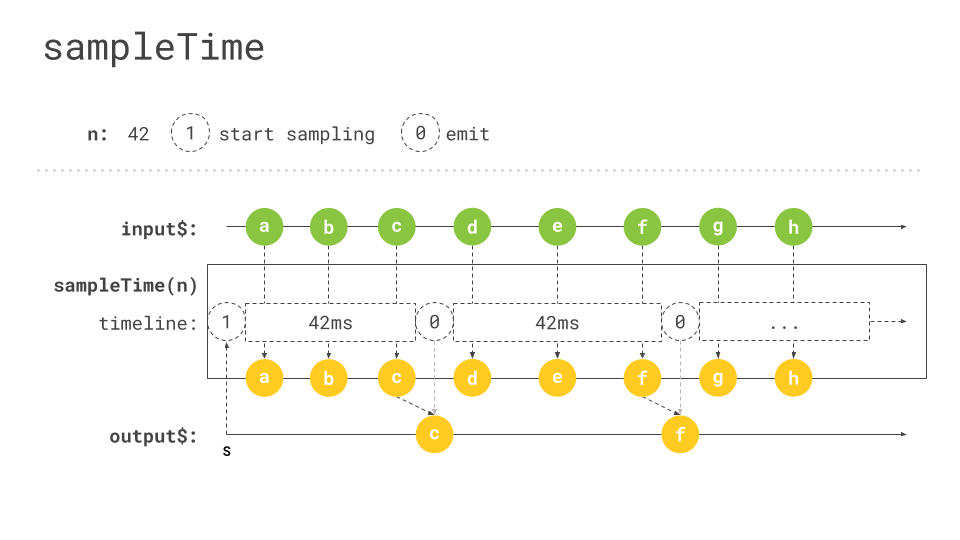 sampleTime
n: 42 1 start sampling 0 emit
input$: a b c d e f g h
sampleTime(n)
timeline: 1 42ms 0 42ms 0 ...
a b c d e f g h
output$: c f
s